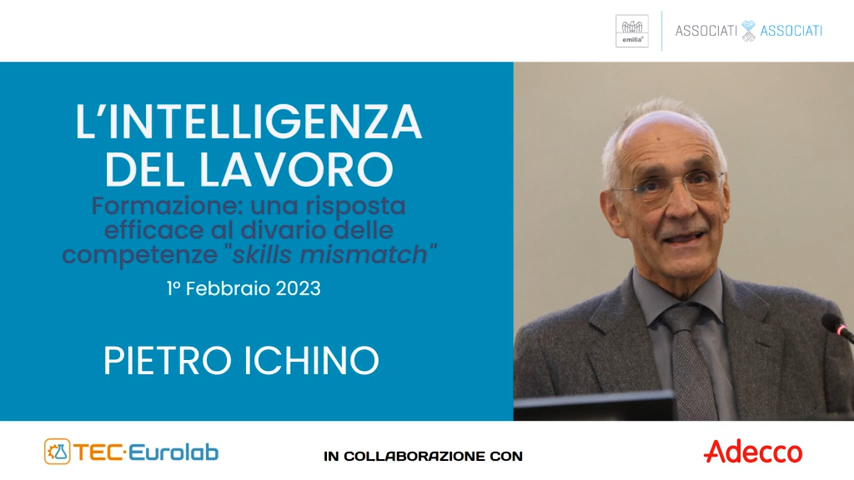 emilia
ASSOCIATI ASSOCIATI
L'INTELLIGENZA
DEL LAVORO
Formazione: una risposta
efficace al divario delle
competenze "skills mismatch"
1° Febbraio 2023
PIETRO ICHINO
TEC·Eurolab
IN COLLABORAZIONE CON
Adecco